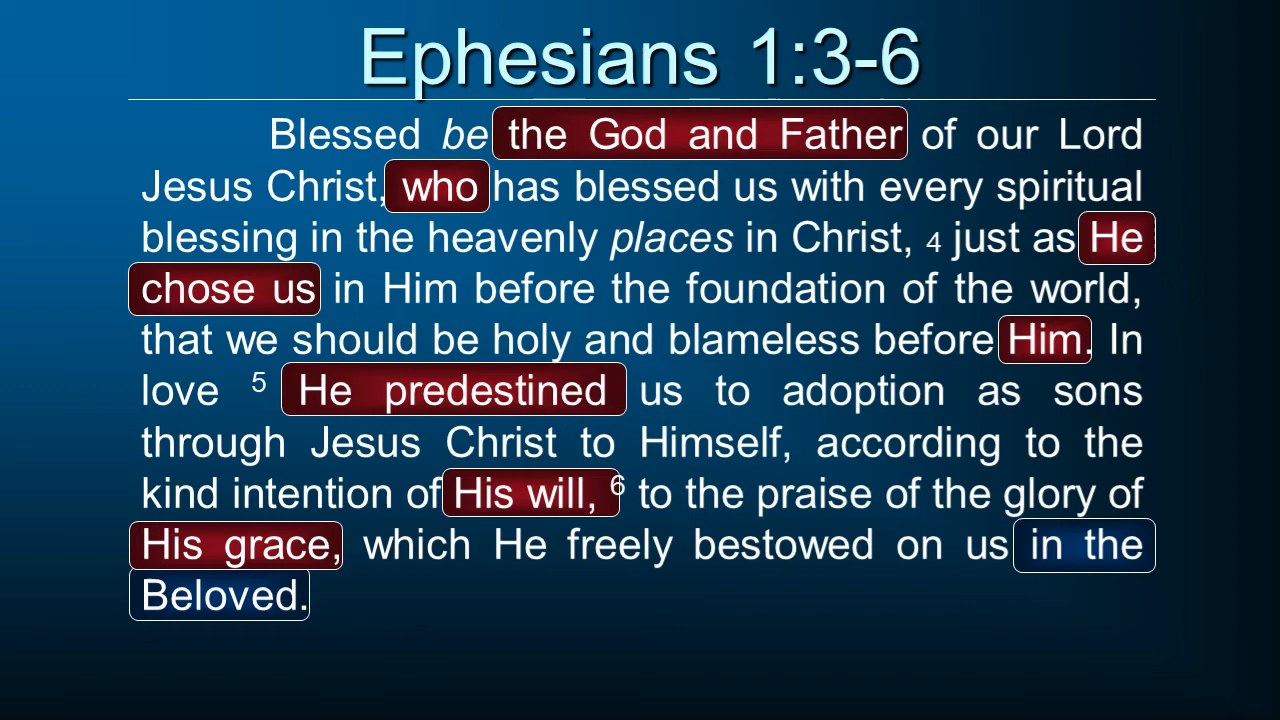 Ephesians 1:3-6
Blessed be the God and Father of our Lord
Jesus Christ, who has blessed us with every spiritual
blessing in the heavenly places in Christ, 4 just as He
chose us in Him before the foundation of the world,
that we should be holy and blameless before Him. In
love 5 He predestined us to adoption as sons
through Jesus Christ to Himself, according to the
kind intention of His will, 6 to the praise of the glory of
His grace, which He freely bestowed on us in the
Beloved.